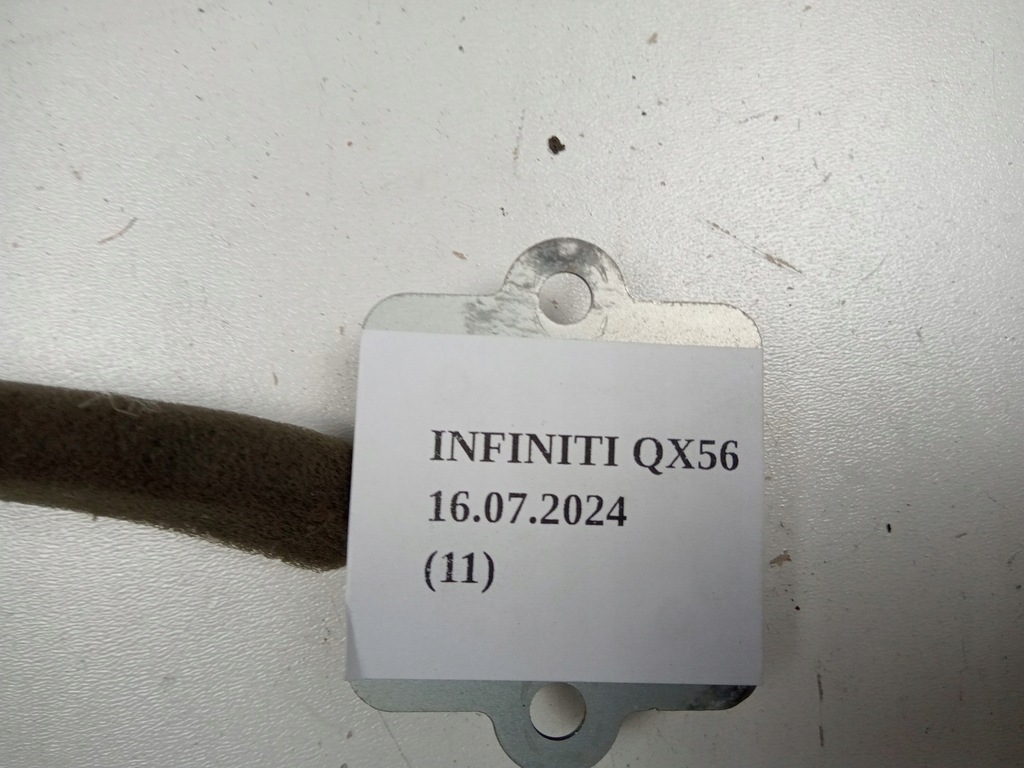 INFINITI QX56
16.07.2024
(11)